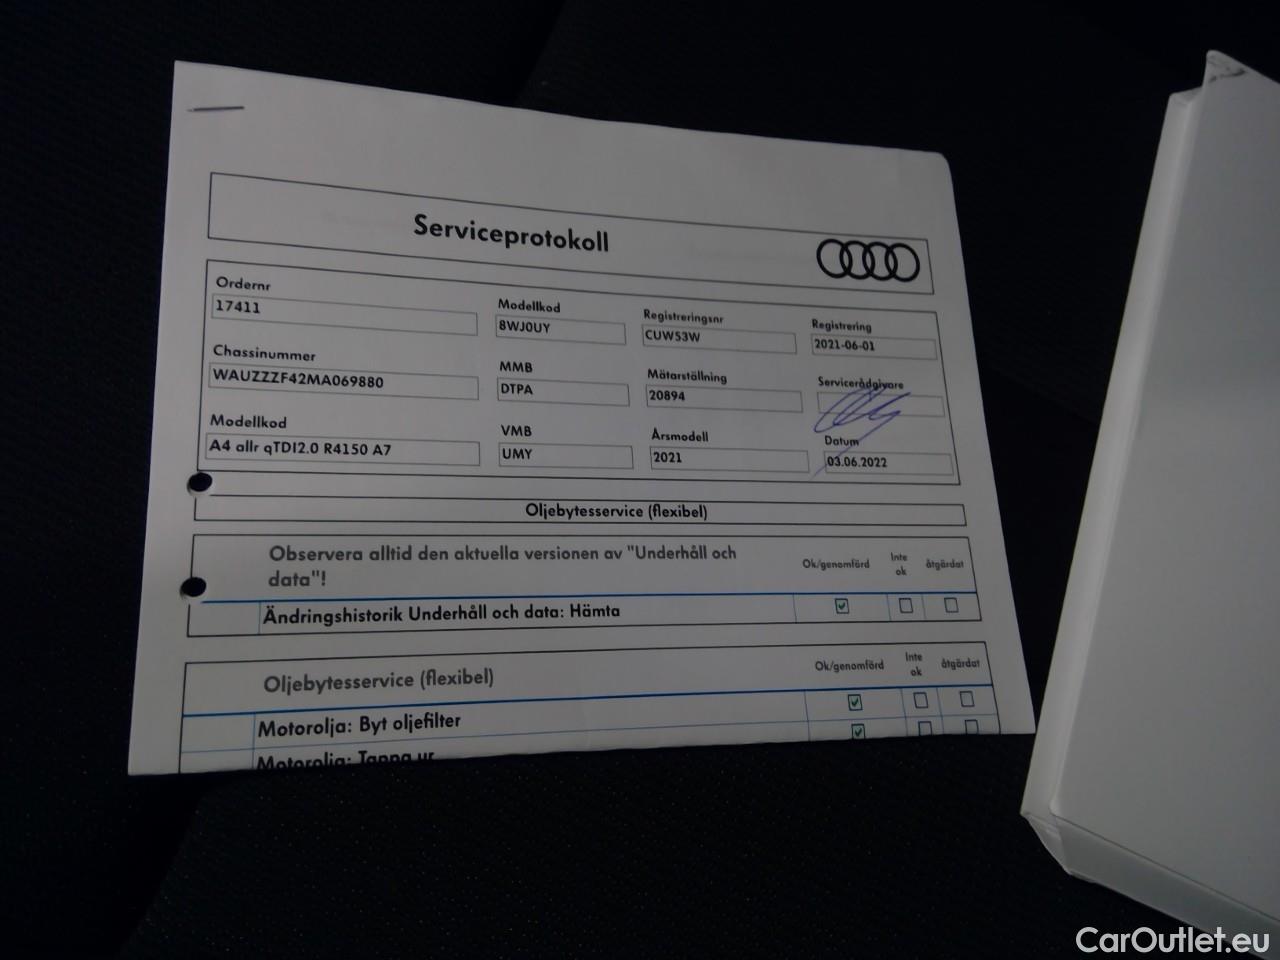 Serviceprotokoll
Ordernr
17411
Modellkod
8WJ0UY
Registreringsnr
CUW53W
Registrering
2021-06-01
Chassinummer
WAUZZZF42MA069880
MMB
DTPA
Mätarställning
20894
Servicerådgivare
Modellkod
A4 allr qTDI2.0 R4150 A7
VMB
UMY
Årsmodell
2021
Datum
03.06.2022
Oljebytesservice (flexibel)
Observera alltid den aktuella versionen av "Underhåll och
data"!
Ok/genomförd
Inte
ok
åtgärdat
Ändringshistorik Underhåll och data: Hämta
Oljebytesservice (flexibel)
Ok/genomförd
Inte
ok
åtgärdat
Motorolja: Byt oljefilter
Motorolja: Tappa ur
CarOutlet.eu